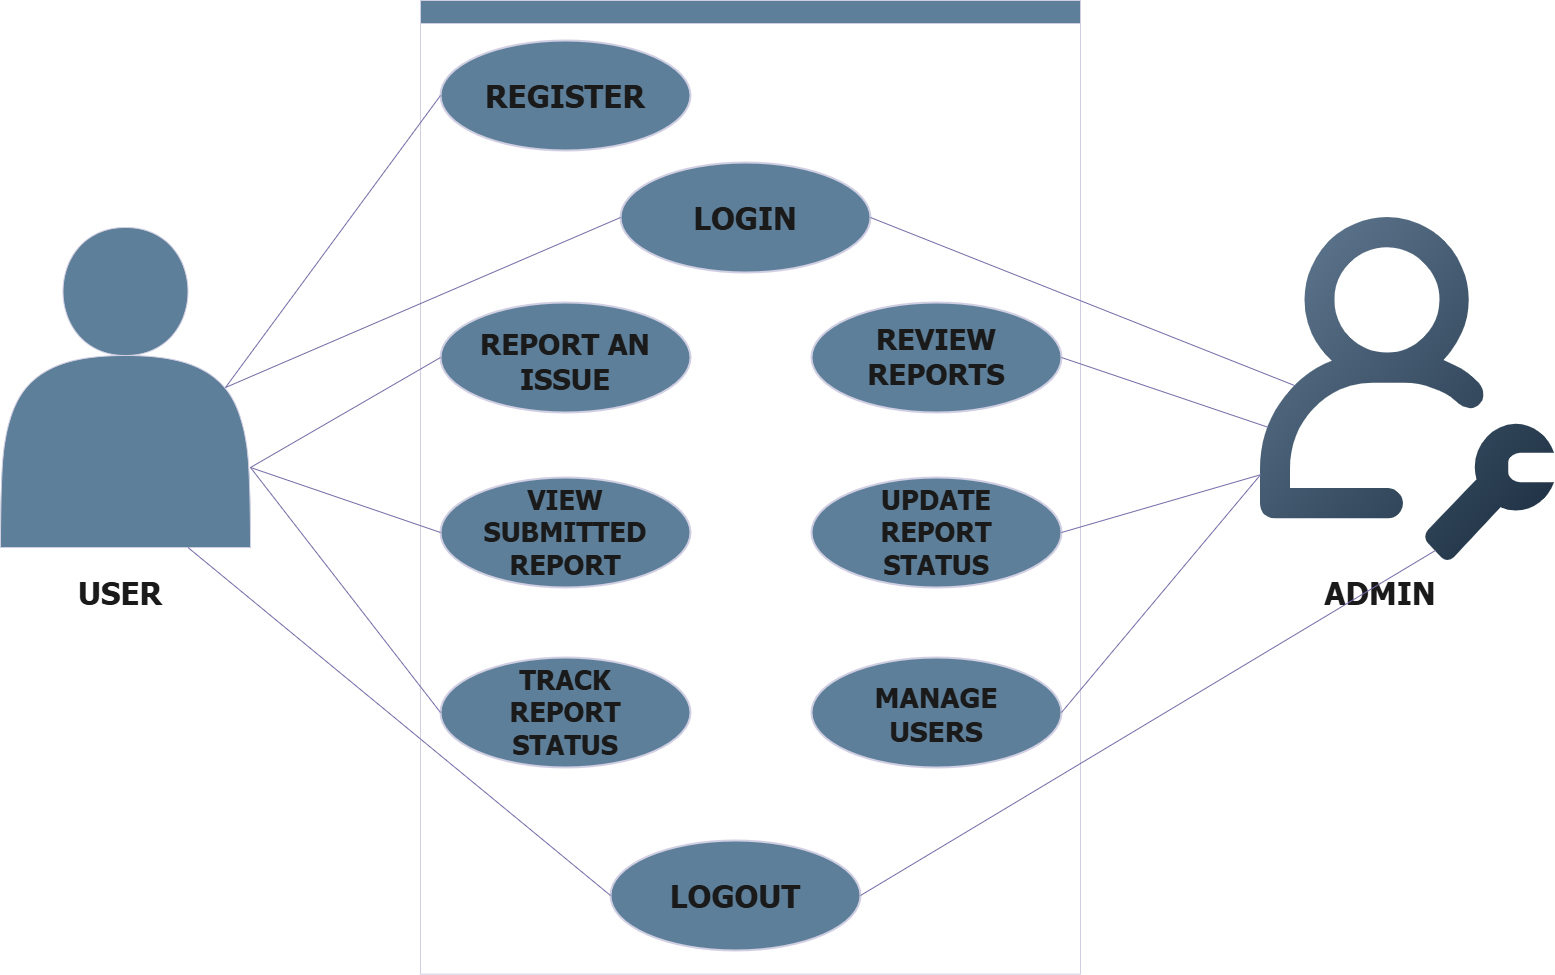 REGISTER
LOGIN
REPORT AN
ISSUE
REVIEW
REPORTS
VIEW
SUBMITTED
REPORT
UPDATE
REPORT
STATUS
USER
ADMIN
TRACK
REPORT
STATUS
MANAGE
USERS
LOGOUT